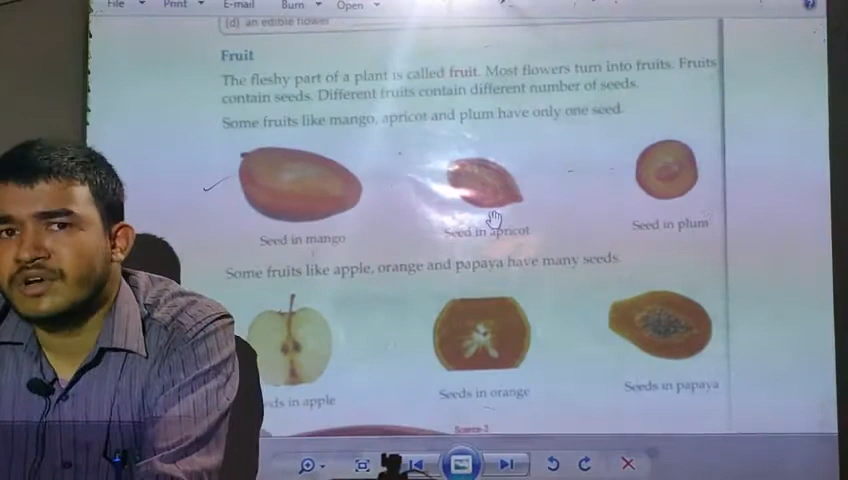 File Print E-mail Burn Open
(d) an edible flower
Fruit
The fleshy part of a plant is called fruit. Most flowers turn into fruits. Fruits
contain seeds. Different fruits contain different number of seeds.
Some fruits like mango, apricot and plum have only one seed.
Seed in mango
Seed in apricot
Seed in plum
Some fruits like apple, orange and papaya have many seeds.
ds in apple
Seeds in orange
Seeds in papaya
Science-2